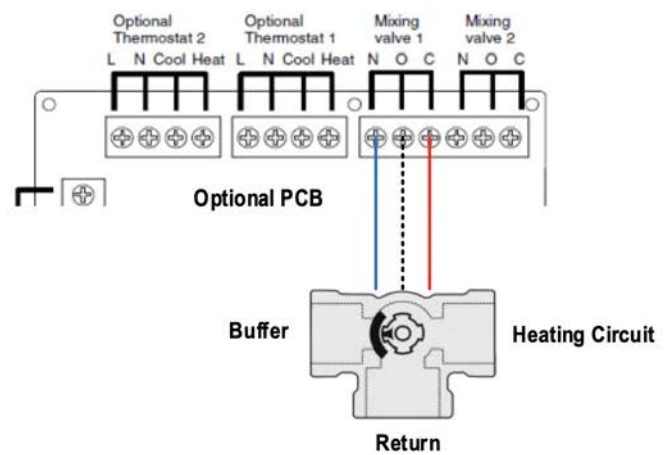 Optional
Thermostat 2
Optional
Thermostat 1
Mixing
valve 1
Mixing
valve 2
L N Cool Heat
L N Cool Heat
N O C
N O C
Optional PCB
Buffer
Heating Circuit
Return